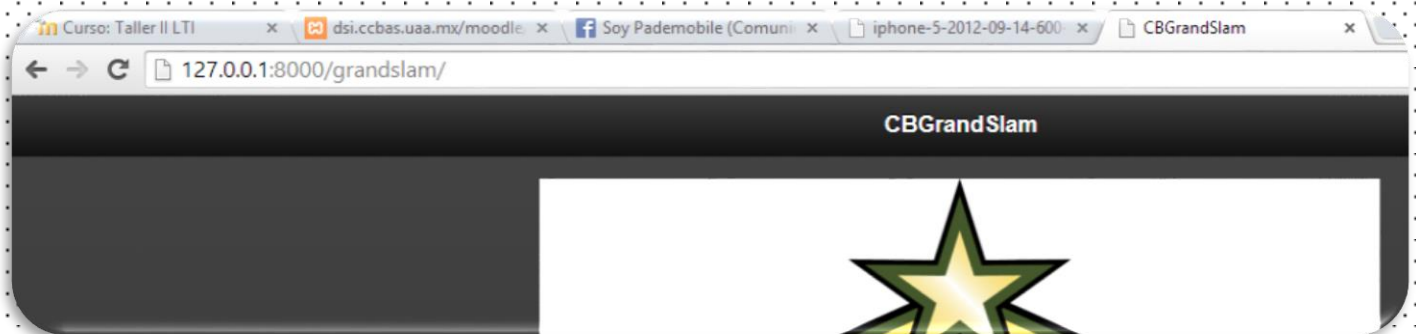 Curso: Taller II LTI
dsi.ccbas.uaa.mx/moodle
Soy Pademobile (Comuni
iphone-5-2012-09-14-600
CBGrandSlam
127.0.0.1:8000/grandslam/
CBGrandSlam